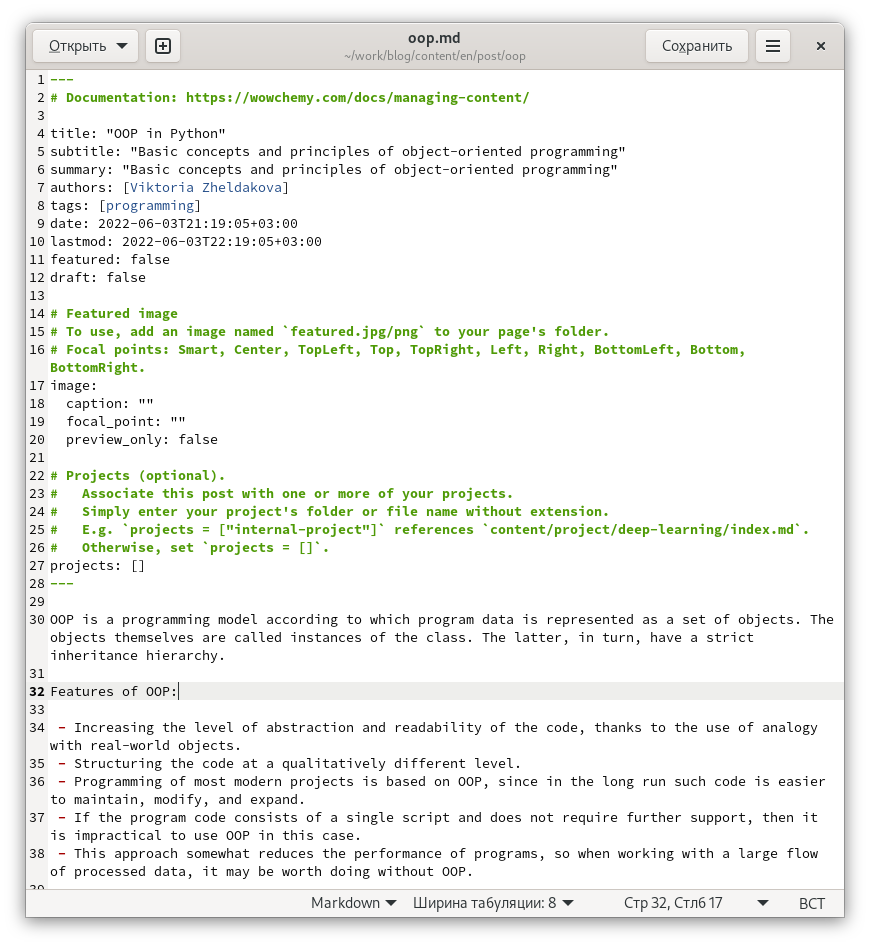 Открыть
oop.md
~/work/blog/content/en/post/oop
Сохранить
1 ---
2 # Documentation: https://wowchemy.com/docs/managing-content/
3
4 title: "OOP in Python"
5 subtitle: "Basic concepts and principles of object-oriented programming"
6 summary: "Basic concepts and principles of object-oriented programming"
7 authors: [Viktoria Zheldakova]
8 tags: [programming]
9 date: 2022-06-03T21:19:05+03:00
10 lastmod: 2022-06-03T22:19:05+03:00
11 featured: false
12 draft: false
13
14 # Featured image
15 # To use, add an image named `featured.jpg/png` to your page's folder.
16 # Focal points: Smart, Center, TopLeft, Top, TopRight, Left, Right, BottomLeft, Bottom,
BottomRight.
17 image:
18   caption: ""
19   focal_point: ""
20   preview_only: false
21
22 # Projects (optional).
23 #   Associate this post with one or more of your projects.
24 #   Simply enter your project's folder or file name without extension.
25 #   E.g. `projects = ["internal-project"]` references `content/project/deep-learning/index.md`.
26 #   Otherwise, set `projects = []`.
27 projects: []
28 ---
29
30 OOP is a programming model according to which program data is represented as a set of objects. The
objects themselves are called instances of the class. The latter, in turn, have a strict
inheritance hierarchy.
31
32 Features of OOP:
33
34  - Increasing the level of abstraction and readability of the code, thanks to the use of analogy
with real-world objects.
35  - Structuring the code at a qualitatively different level.
36  - Programming of most modern projects is based on OOP, since in the long run such code is easier
to maintain, modify, and expand.
37  - If the program code consists of a single script and does not require further support, then it
is impractical to use OOP in this case.
38  - This approach somewhat reduces the performance of programs, so when working with a large flow
of processed data, it may be worth doing without OOP.
39
Markdown Ширина табуляции: 8 Стр 32, Стлб 17 ВСТ